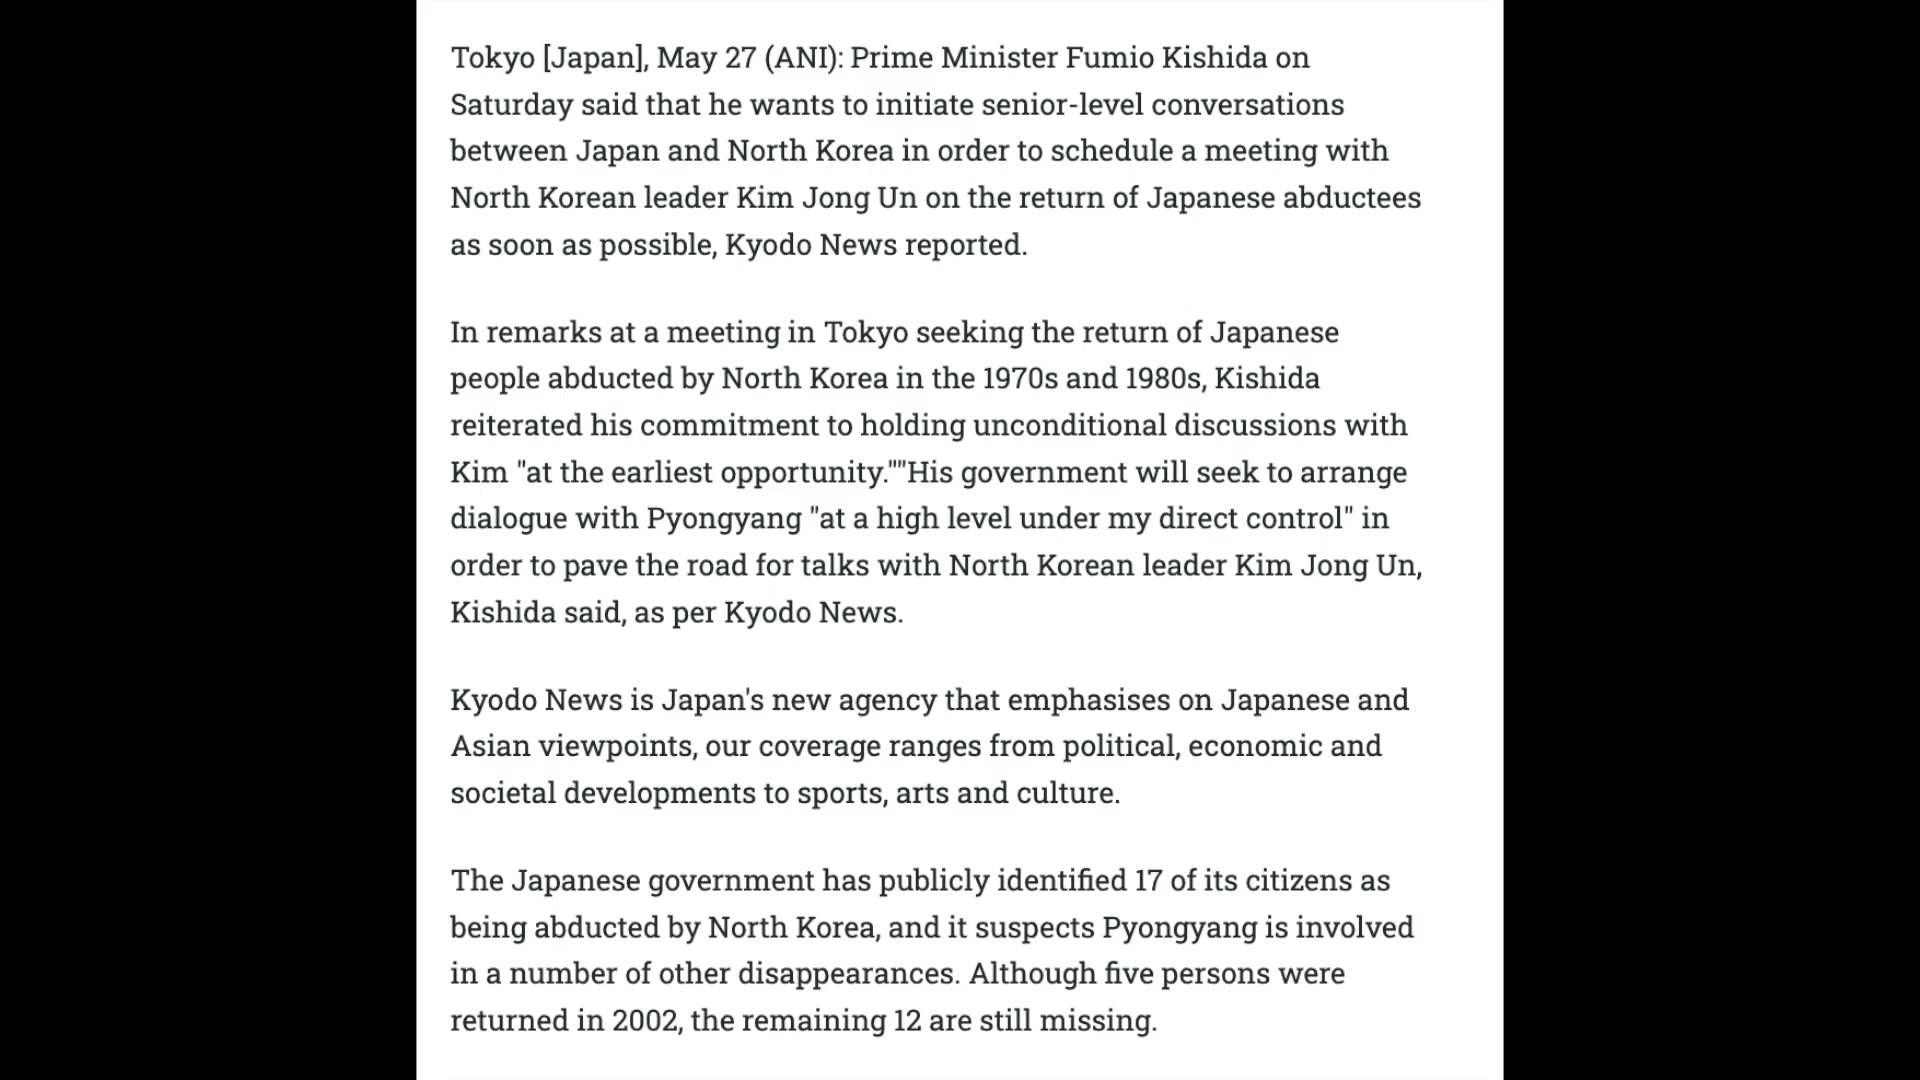 Tokyo [Japan], May 27 (ANI): Prime Minister Fumio Kishida on
Saturday said that he wants to initiate senior-level conversations
between Japan and North Korea in order to schedule a meeting with
North Korean leader Kim Jong Un on the return of Japanese abductees
as soon as possible, Kyodo News reported.
In remarks at a meeting in Tokyo seeking the return of Japanese
people abducted by North Korea in the 1970s and 1980s, Kishida
reiterated his commitment to holding unconditional discussions with
Kim "at the earliest opportunity.""His government will seek to arrange
dialogue with Pyongyang "at a high level under my direct control" in
order to pave the road for talks with North Korean leader Kim Jong Un,
Kishida said, as per Kyodo News.
Kyodo News is Japan's new agency that emphasises on Japanese and
Asian viewpoints, our coverage ranges from political, economic and
societal developments to sports, arts and culture.
The Japanese government has publicly identified 17 of its citizens as
being abducted by North Korea, and it suspects Pyongyang is involved
in a number of other disappearances. Although five persons were
returned in 2002, the remaining 12 are still missing.